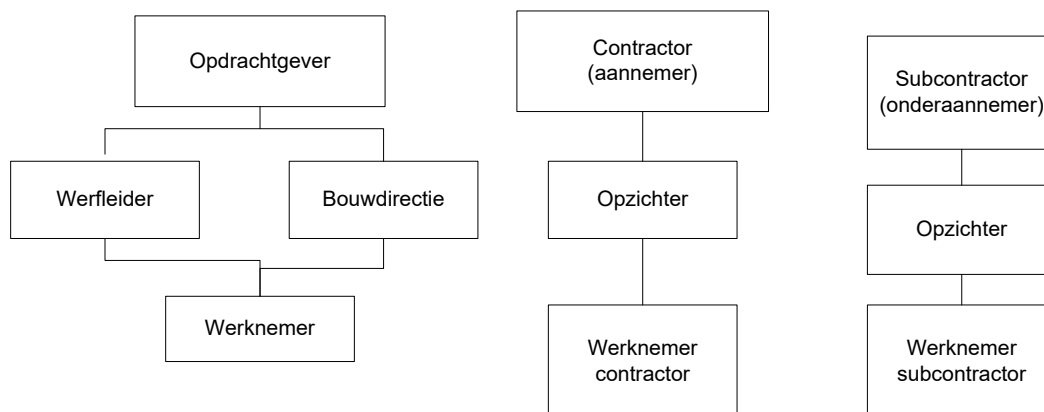 Opdrachtgever
Werfleider
Bouwdirectie
Werknemer
Contractor
(aannemer)
Opzichter
Werknemer
contractor
Subcontractor
(onderaannemer)
Opzichter
Werknemer
subcontractor